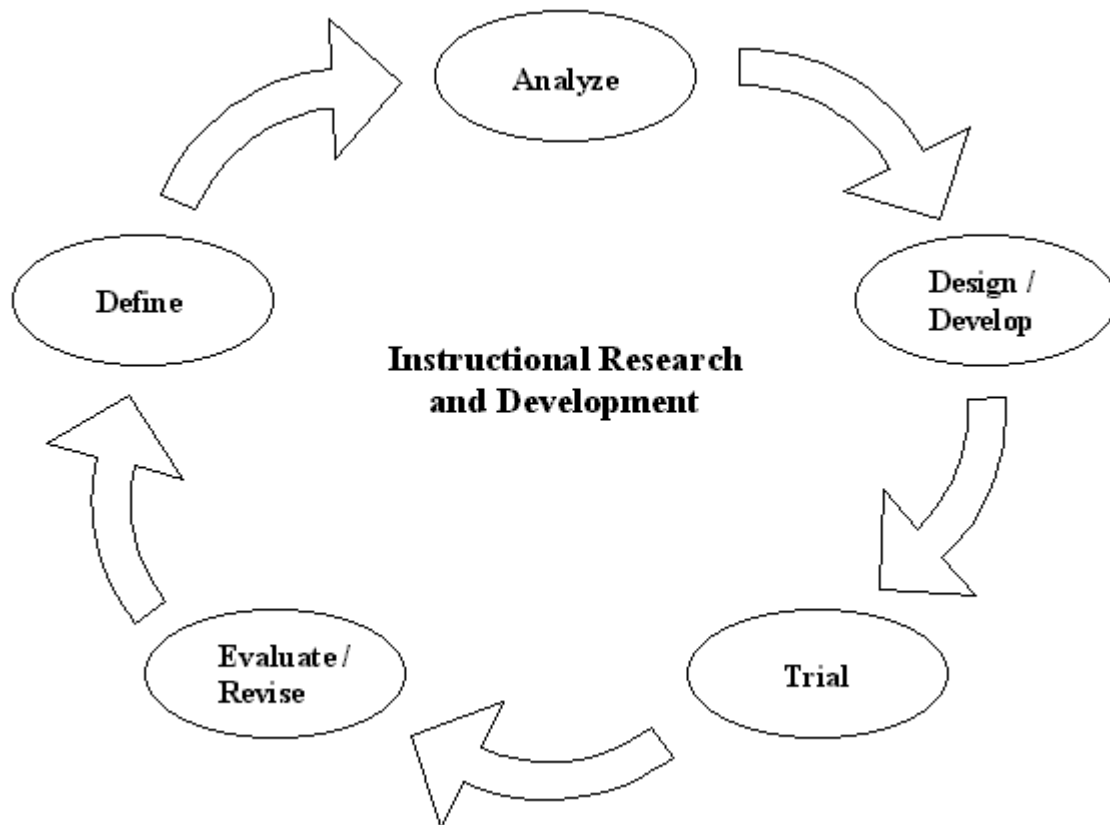 Analyze
Design /
Develop
Define
Instructional Research
and Development
Evaluate /
Revise
Trial